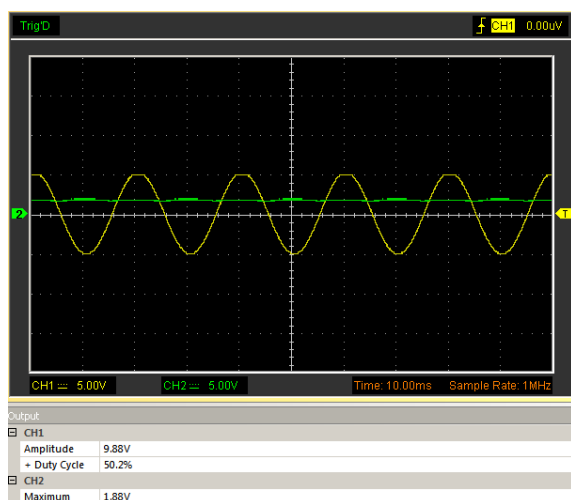 Trig'D CH1 0.00uV
2
T
CH1 5.00V CH2 5.00V Time: 10.00ms Sample Rate: 1MHz
Output
CH1
Amplitude 9.88V
+ Duty Cycle 50.2%
CH2
Maximum 1.88V